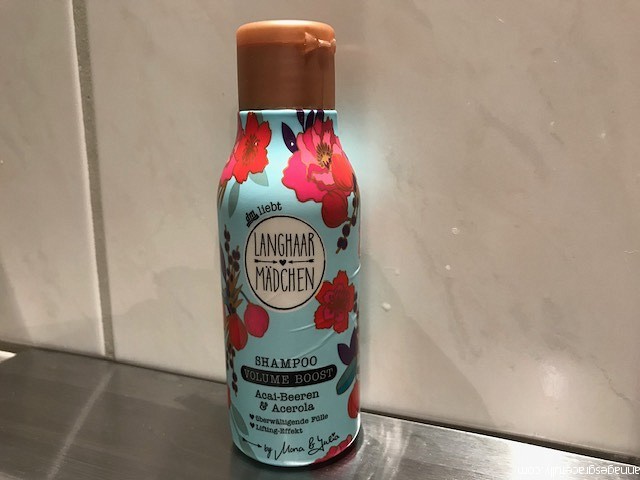 dm liebt
LANGHAAR
MÄDCHEN
SHAMPOO
VOLUME BOOST
Acai-Beeren
& Acerola
überwältigende Fülle
Lifting-Effekt
by Mona & Julia